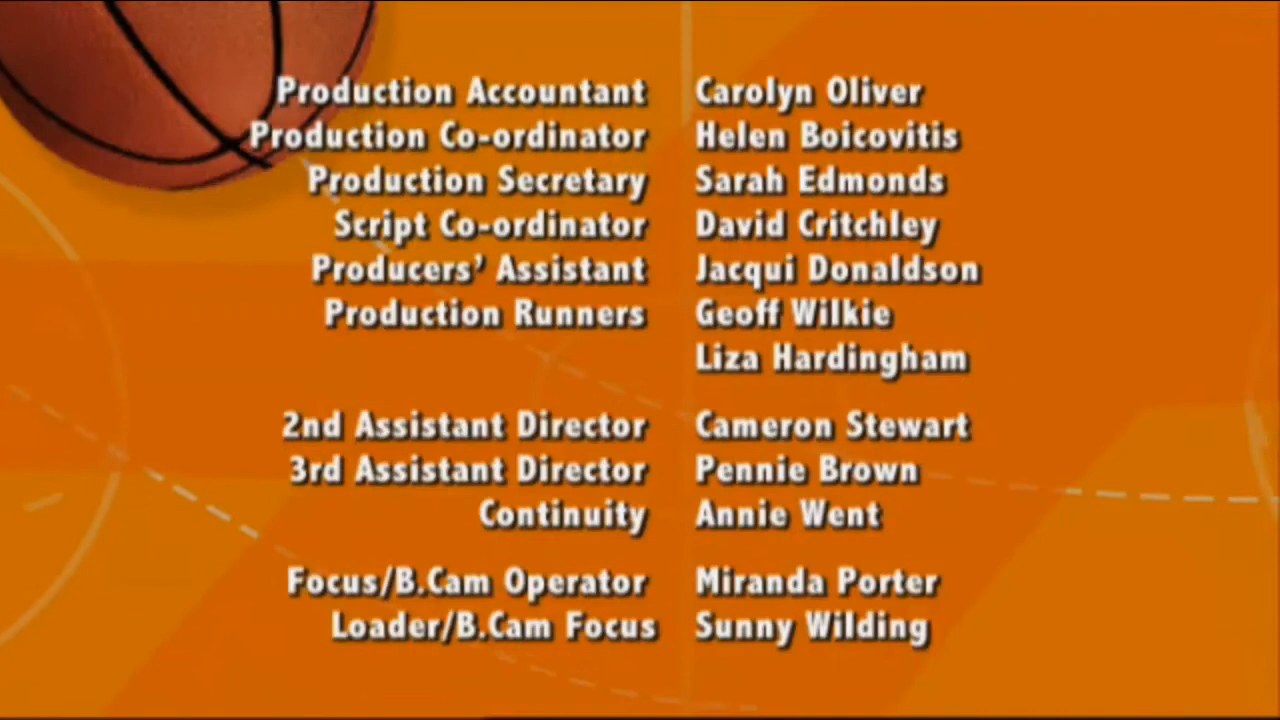 Production Accountant Carolyn Oliver
Production Co-ordinator Helen Boicovitis
Production Secretary Sarah Edmonds
Script Co-ordinator David Critchley
Producers' Assistant Jacqui Donaldson
Production Runners Geoff Wilkie
Liza Hardingham
2nd Assistant Director Cameron Stewart
3rd Assistant Director Pennie Brown
Continuity Annie Went
Focus/B.Cam Operator Miranda Porter
Loader/B.Cam Focus Sunny Wilding